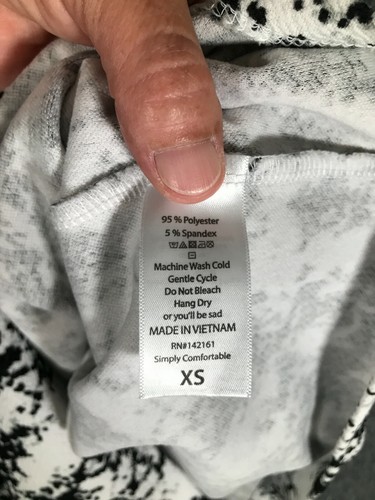 95 % Polyester
5 % Spandex
Machine Wash Cold
Gentle Cycle
Do Not Bleach
Hang Dry
or you'll be sad
MADE IN VIETNAM
RN#142161
Simply Comfortable
XS